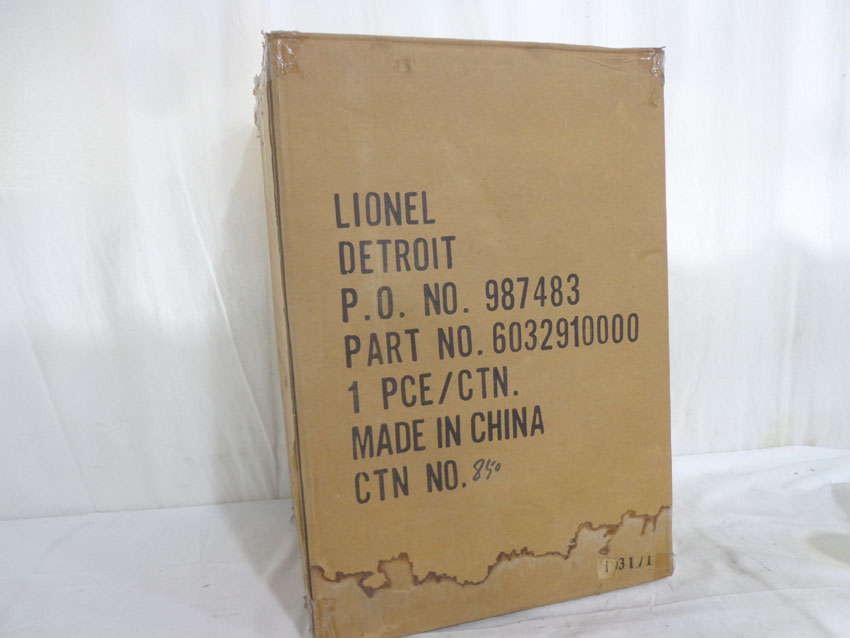 LIONEL
DETROIT
P.O. NO. 987483
PART NO. 6032910000
1 PCE/CTN.
MADE IN CHINA
CTN NO. 840